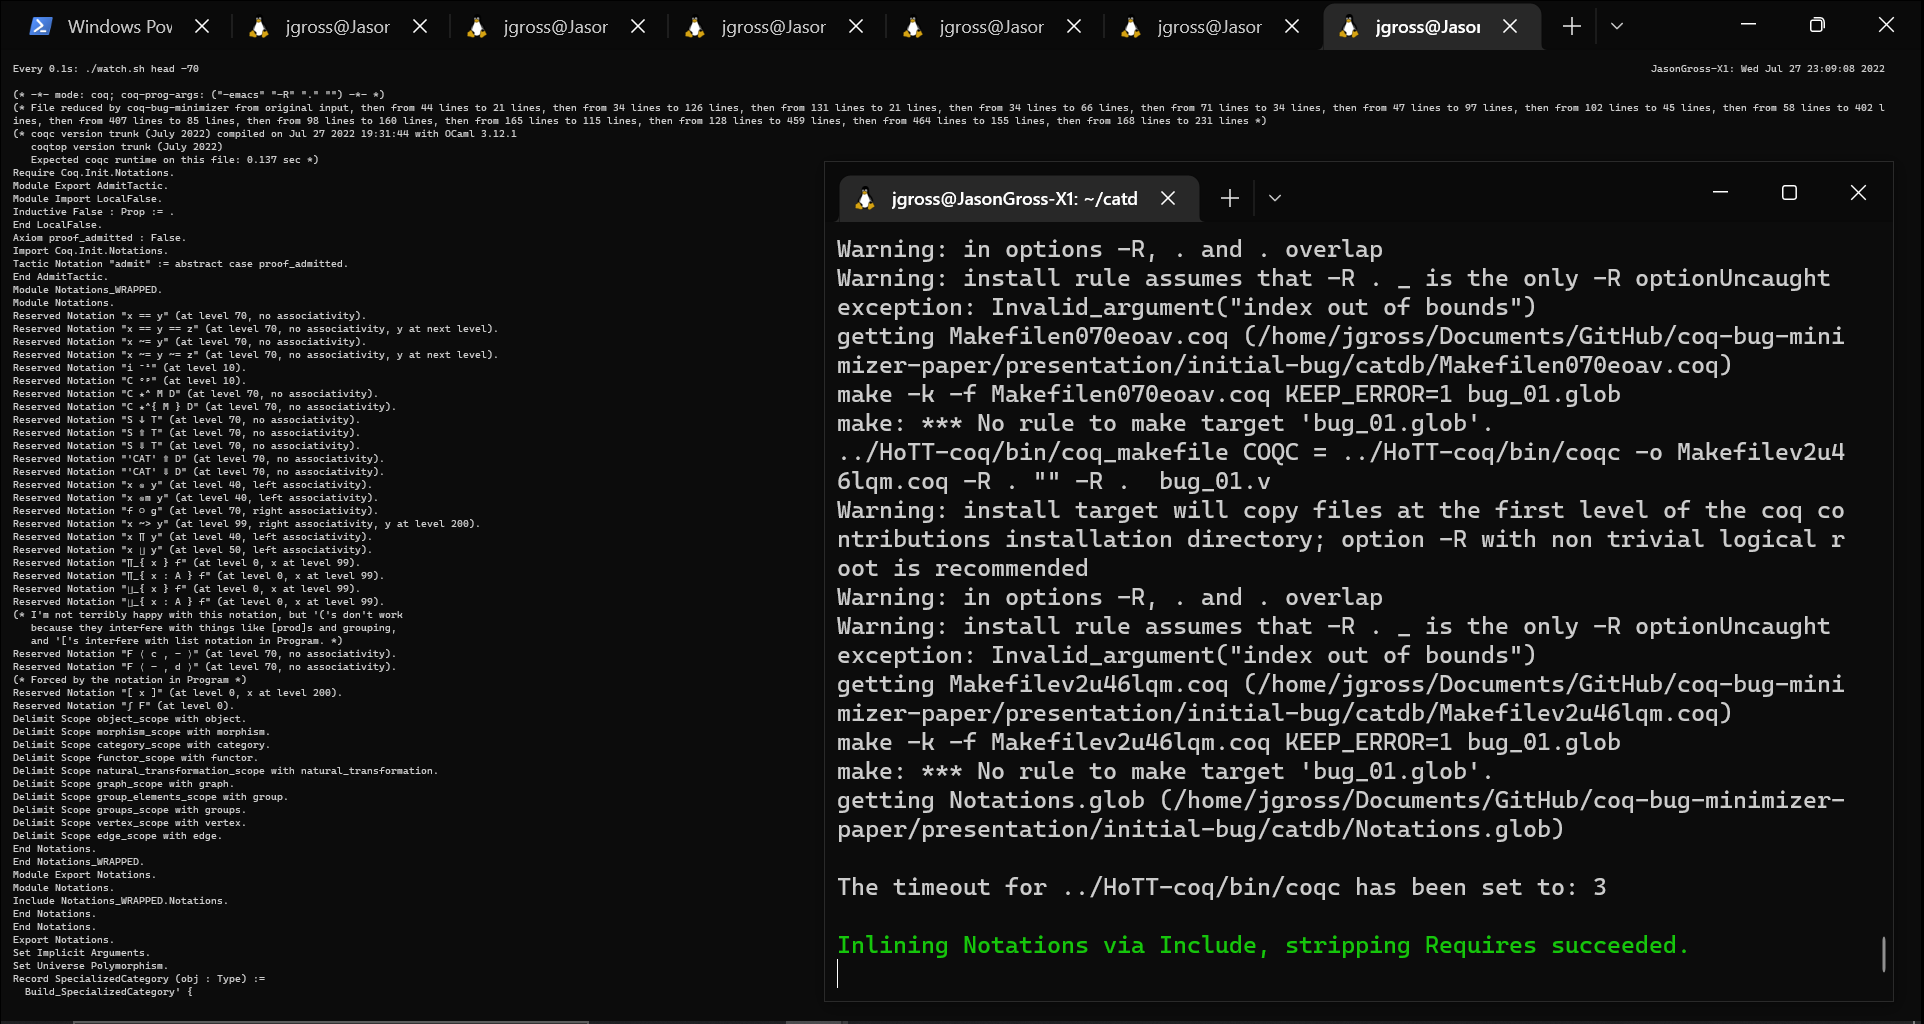 Windows Pov
jgross@Jasor
jgross@Jasor
jgross@Jasor
jgross@Jasor
jgross@Jasor
jgross@Jasor
Every 0.1s: ./watch.sh head -70
JasonGross-X1: Wed Jul 27 23:09:08 2022
(* -*- mode: coq; coq-prog-args: ("-emacs" "-R" "." "") -*- *)
(* File reduced by coq-bug-minimizer from original input, then from 44 lines to 21 lines, then from 34 lines to 126 lines, then from 131 lines to 21 lines, then from 34 lines to 66 lines, then from 71 lines to 34 lines, then from 47 lines to 97 lines, then from 102 lines to 45 lines, then from 58 lines to 402 l
ines, then from 407 lines to 85 lines, then from 98 lines to 160 lines, then from 165 lines to 115 lines, then from 128 lines to 459 lines, then from 464 lines to 155 lines, then from 168 lines to 231 lines *)
(* coqc version trunk (July 2022) compiled on Jul 27 2022 19:31:44 with OCaml 3.12.1
coqtop version trunk (July 2022)
Expected coqc runtime on this file: 0.137 sec *)
Require Coq.Init.Notations.
Module Export AdmitTactic.
Module Import LocalFalse.
Inductive False : Prop := .
End LocalFalse.
Axiom proof_admitted : False.
Import Coq.Init.Notations.
Tactic Notation "admit" := abstract case proof_admitted.
End AdmitTactic.
Module Notations_WRAPPED.
Module Notations.
Reserved Notation "x == y" (at level 70, no associativity).
Reserved Notation "x == y == z" (at level 70, no associativity, y at next level).
Reserved Notation "x ~= y" (at level 70, no associativity).
Reserved Notation "x ~= y ~= z" (at level 70, no associativity, y at next level).
Reserved Notation "i ⁻¹" (at level 10).
Reserved Notation "C ᵒᵖ" (at level 10).
Reserved Notation "C ★^ M D" (at level 70, no associativity).
Reserved Notation "C ★^{ M } D" (at level 70, no associativity).
Reserved Notation "S ↓ T" (at level 70, no associativity).
Reserved Notation "S ⇑ T" (at level 70, no associativity).
Reserved Notation "S ⇓ T" (at level 70, no associativity).
Reserved Notation "'CAT' ⇑ D" (at level 70, no associativity).
Reserved Notation "'CAT' ⇓ D" (at level 70, no associativity).
Reserved Notation "x ⊗ y" (at level 40, left associativity).
Reserved Notation "x ⊗m y" (at level 40, left associativity).
Reserved Notation "f ○ g" (at level 70, right associativity).
Reserved Notation "x ~> y" (at level 99, right associativity, y at level 200).
Reserved Notation "x ∏ y" (at level 40, left associativity).
Reserved Notation "x ∐ y" (at level 50, left associativity).
Reserved Notation "∏_{ x } f" (at level 0, x at level 99).
Reserved Notation "∏_{ x : A } f" (at level 0, x at level 99).
Reserved Notation "∐_{ x } f" (at level 0, x at level 99).
Reserved Notation "∐_{ x : A } f" (at level 0, x at level 99).
(* I'm not terribly happy with this notation, but '('s don't work
because they interfere with things like [prod]s and grouping,
and '['s interfere with list notation in Program. *)
Reserved Notation "F ⟨ c , - ⟩" (at level 70, no associativity).
Reserved Notation "F ⟨ - , d ⟩" (at level 70, no associativity).
(* Forced by the notation in Program *)
Reserved Notation "[ x ]" (at level 0, x at level 200).
Reserved Notation "∫ F" (at level 0).
Delimit Scope object_scope with object.
Delimit Scope morphism_scope with morphism.
Delimit Scope category_scope with category.
Delimit Scope functor_scope with functor.
Delimit Scope natural_transformation_scope with natural_transformation.
Delimit Scope graph_scope with graph.
Delimit Scope group_elements_scope with group.
Delimit Scope groups_scope with groups.
Delimit Scope vertex_scope with vertex.
Delimit Scope edge_scope with edge.
End Notations.
End Notations_WRAPPED.
Module Export Notations.
Module Notations.
Include Notations_WRAPPED.Notations.
End Notations.
End Notations.
Export Notations.
Set Implicit Arguments.
Set Universe Polymorphism.
Record SpecializedCategory (obj : Type) :=
Build_SpecializedCategory' {
jgross@JasonGross-X1: ~/catd
Warning: in options -R, . and . overlap
Warning: install rule assumes that -R . _ is the only -R optionUncaught
exception: Invalid_argument("index out of bounds")
getting Makefilen070eoav.coq (/home/jgross/Documents/GitHub/coq-bug-mini
mizer-paper/presentation/initial-bug/catdb/Makefilen070eoav.coq)
make -k -f Makefilen070eoav.coq KEEP_ERROR=1 bug_01.glob
make: *** No rule to make target 'bug_01.glob'.
../HoTT-coq/bin/coq_makefile COQC = ../HoTT-coq/bin/coqc -o Makefilev2u4
6lqm.coq -R . "" -R .  bug_01.v
Warning: install target will copy files at the first level of the coq co
ntributions installation directory; option -R with non trivial logical r
oot is recommended
Warning: in options -R, . and . overlap
Warning: install rule assumes that -R . _ is the only -R optionUncaught
exception: Invalid_argument("index out of bounds")
getting Makefilev2u46lqm.coq (/home/jgross/Documents/GitHub/coq-bug-mini
mizer-paper/presentation/initial-bug/catdb/Makefilev2u46lqm.coq)
make -k -f Makefilev2u46lqm.coq KEEP_ERROR=1 bug_01.glob
make: *** No rule to make target 'bug_01.glob'.
getting Notations.glob (/home/jgross/Documents/GitHub/coq-bug-minimizer-
paper/presentation/initial-bug/catdb/Notations.glob)
The timeout for ../HoTT-coq/bin/coqc has been set to: 3
Inlining Notations via Include, stripping Requires succeeded.